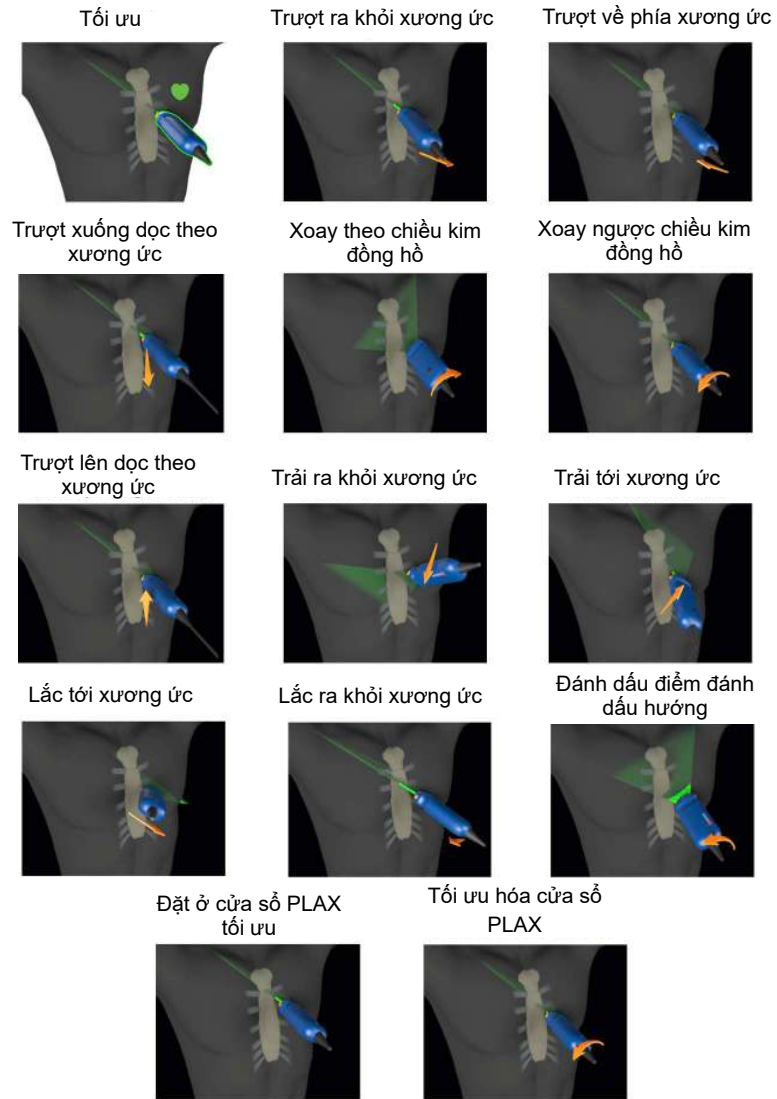 Tối ưu
Trượt ra khỏi xương ức
Trượt về phía xương ức
Trượt xuống dọc theo
xương ức
Xoay theo chiều kim
đồng hồ
Xoay ngược chiều kim
đồng hồ
Trượt lên dọc theo
xương ức
Trải ra khỏi xương ức
Trải tới xương ức
Lắc tới xương ức
Lắc ra khỏi xương ức
Đánh dấu điểm đánh
dấu hướng
Đặt ở cửa sổ PLAX
tối ưu
Tối ưu hóa cửa sổ
PLAX